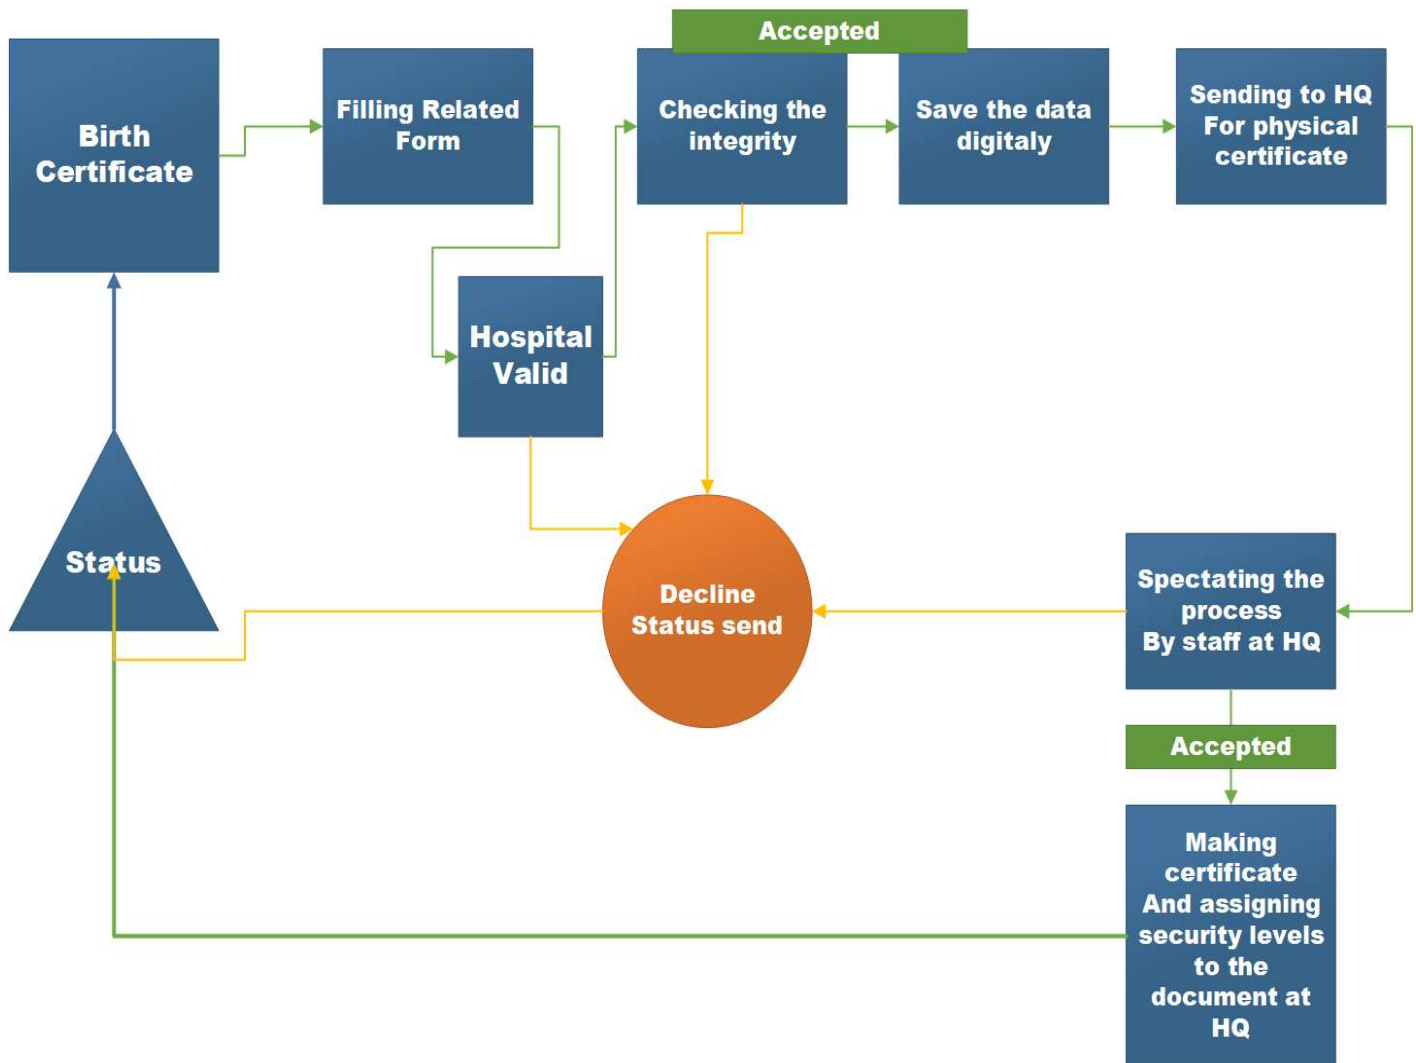 Accepted
Birth
Certificate
Filling Related
Form
Checking the
integrity
Save the data
digitaly
Sending to HQ
For physical
certificate
Hospital
Valid
Status
Decline
Status send
Spectating the
process
By staff at HQ
Accepted
Making
certificate
And assigning
security levels
to the
document at
HQ